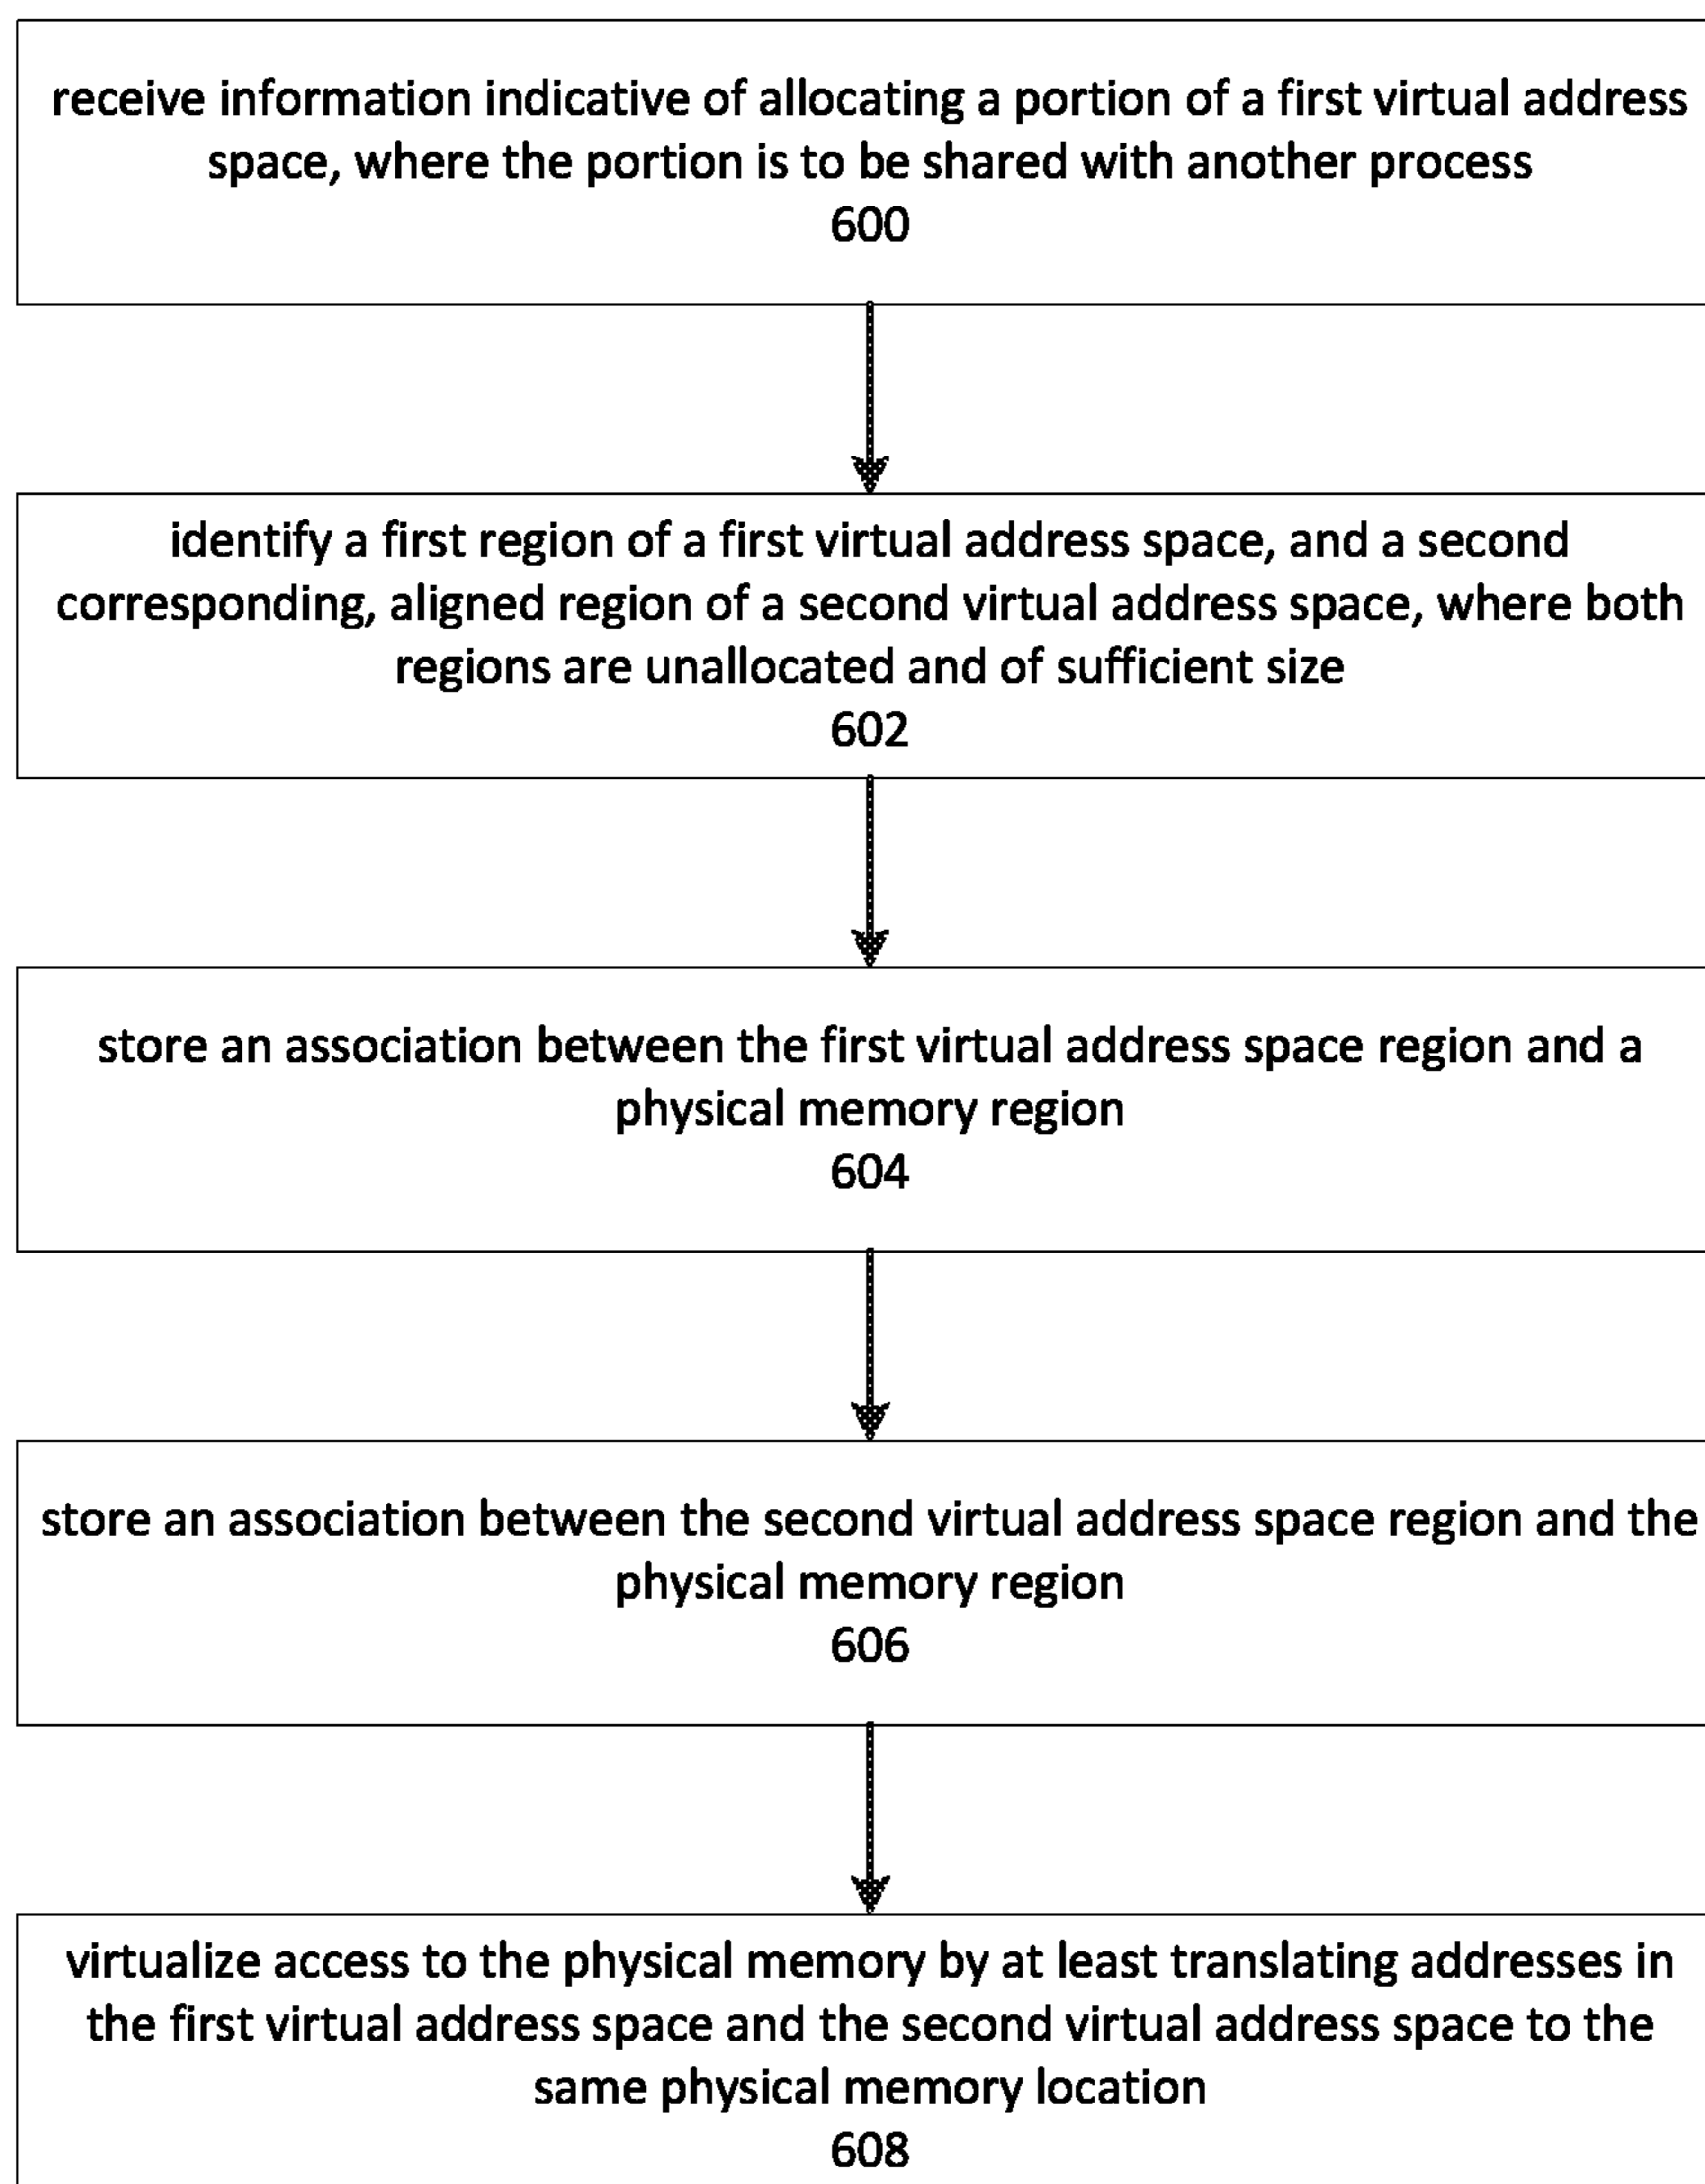 receive information indicative of allocating a portion of a first virtual address
space, where the portion is to be shared with another process
600
identify a first region of a first virtual address space, and a second
corresponding, aligned region of a second virtual address space, where both
regions are unallocated and of sufficient size
602
store an association between the first virtual address space region and a
physical memory region
604
store an association between the second virtual address space region and the
physical memory region
606
virtualize access to the physical memory by at least translating addresses in
the first virtual address space and the second virtual address space to the
same physical memory location
608